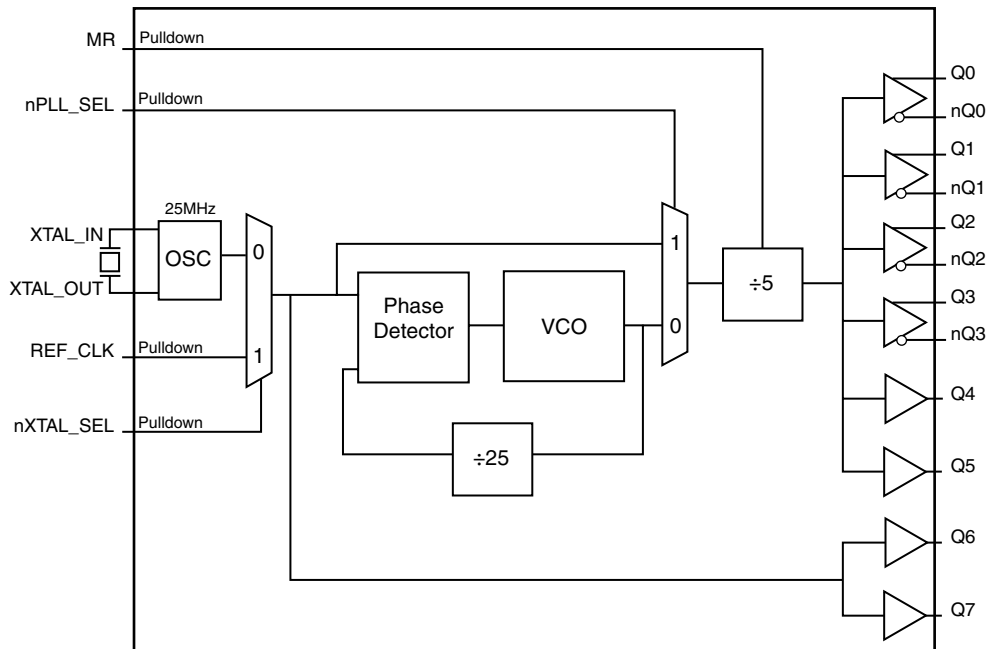 MR
Pulldown
nPLL_SEL
Pulldown
Q0
nQ0
Q1
nQ1
25MHz
XTAL_IN
OSC
0
XTAL_OUT
1
Q2
nQ2
÷5
Phase
Detector
VCO
0
Q3
nQ3
REF_CLK
Pulldown
1
nXTAL_SEL
Pulldown
Q4
÷25
Q5
Q6
Q7